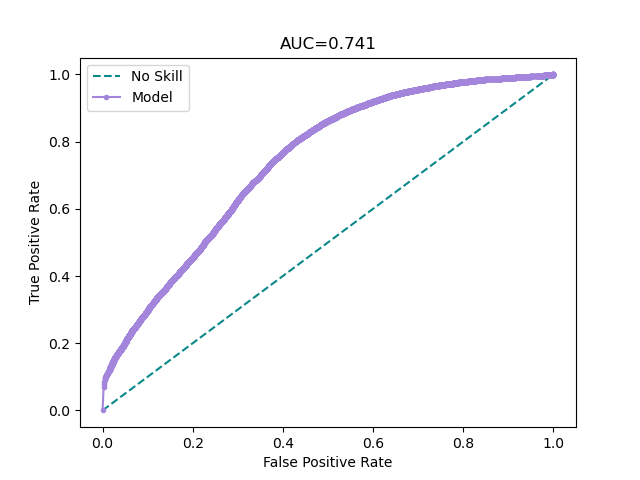 AUC=0.741
No Skill
Model
1.0
0.8
0.6
0.4
0.2
0.0
True Positive Rate
0.0 0.2 0.4 0.6 0.8 1.0
False Positive Rate